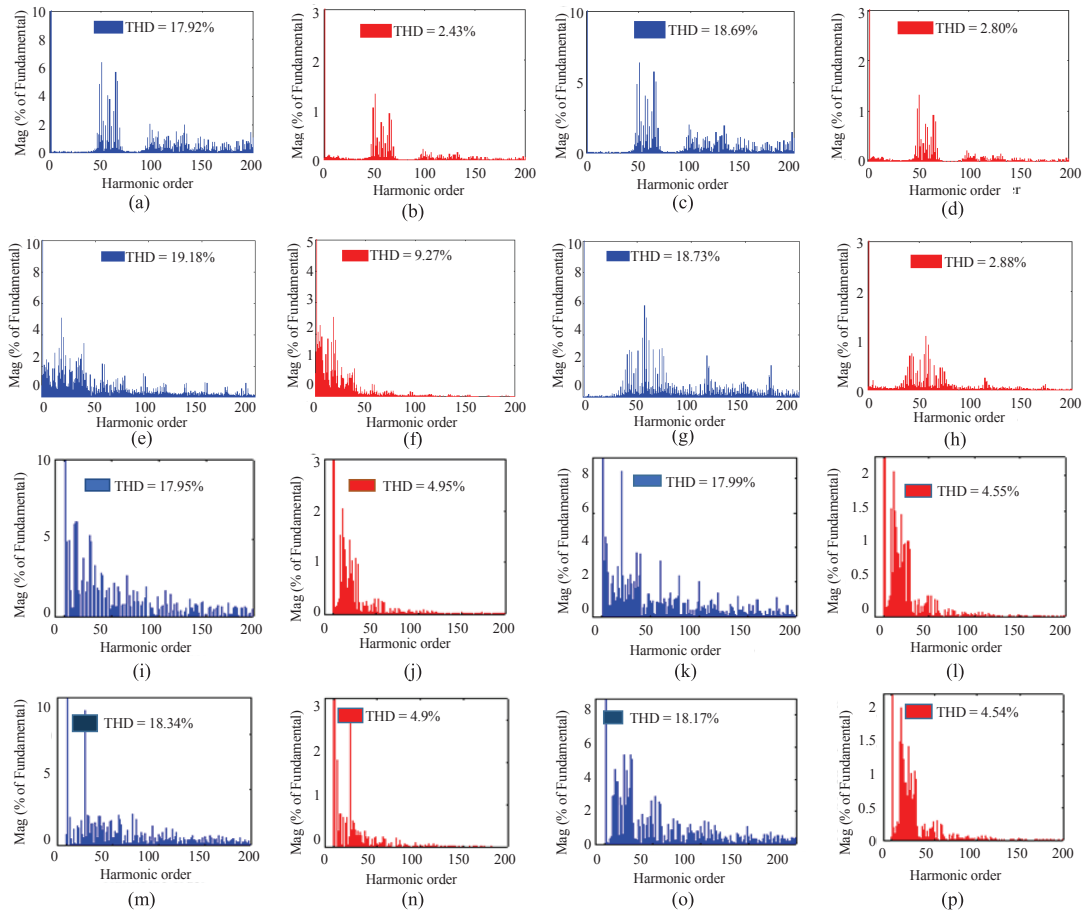 THD = 17.92%
Mag (% of Fundamental)
10
8
6
4
2
0
0
50
100
150
200
Harmonic order
(a)
THD = 2.43%
Mag (% of Fundamental)
3
2
1
0
0
50
100
150
200
Harmonic order
(b)
THD = 18.69%
Mag (% of Fundamental)
10
5
0
0
50
100
150
200
Harmonic order
(c)
THD = 2.80%
Mag (% of Fundamental)
3
2
1
0
0
50
100
150
200
Harmonic order er
(d)
THD = 19.18%
Mag (% of Fundamental)
10
8
6
4
2
0
0
50
100
150
200
Harmonic order
(e)
THD = 9.27%
Mag (% of Fundamental)
5
4
3
2
1
0
0
50
100
150
200
Harmonic order
(f)
THD = 18.73%
Mag (% of Fundamental)
10
8
6
4
2
0
0
50
100
150
200
Harmonic order
(g)
THD = 2.88%
Mag (% of Fundamental)
3
2
1
0
0
50
100
150
200
Harmonic order
(h)
THD = 17.95%
Mag (% of Fundamental)
10
5
0
0
50
100
150
200
Harmonic order
(i)
THD = 4.95%
Mag (% of Fundamental)
3
2
1
0
0
50
100
150
200
Harmonic order
(j)
THD = 17.99%
Mag (% of Fundamental)
8
6
4
2
0
0
50
100
150
200
Harmonic order
(k)
THD = 4.55%
Mag (% of Fundamental)
2
1.5
1
0.5
0
0
50
100
150
200
Harmonic order
(l)
THD = 18.34%
Mag (% of Fundamental)
10
5
0
0
50
100
150
200
Harmonic order
(m)
THD = 4.9%
Mag (% of Fundamental)
3
2
1
0
0
50
100
150
200
Harmonic order
(n)
THD = 18.17%
Mag (% of Fundamental)
8
6
4
2
0
0
50
100
150
200
Harmonic order
(o)
THD = 4.54%
Mag (% of Fundamental)
2
1.5
1
0.5
0
0
50
100
150
200
Harmonic order
(p)